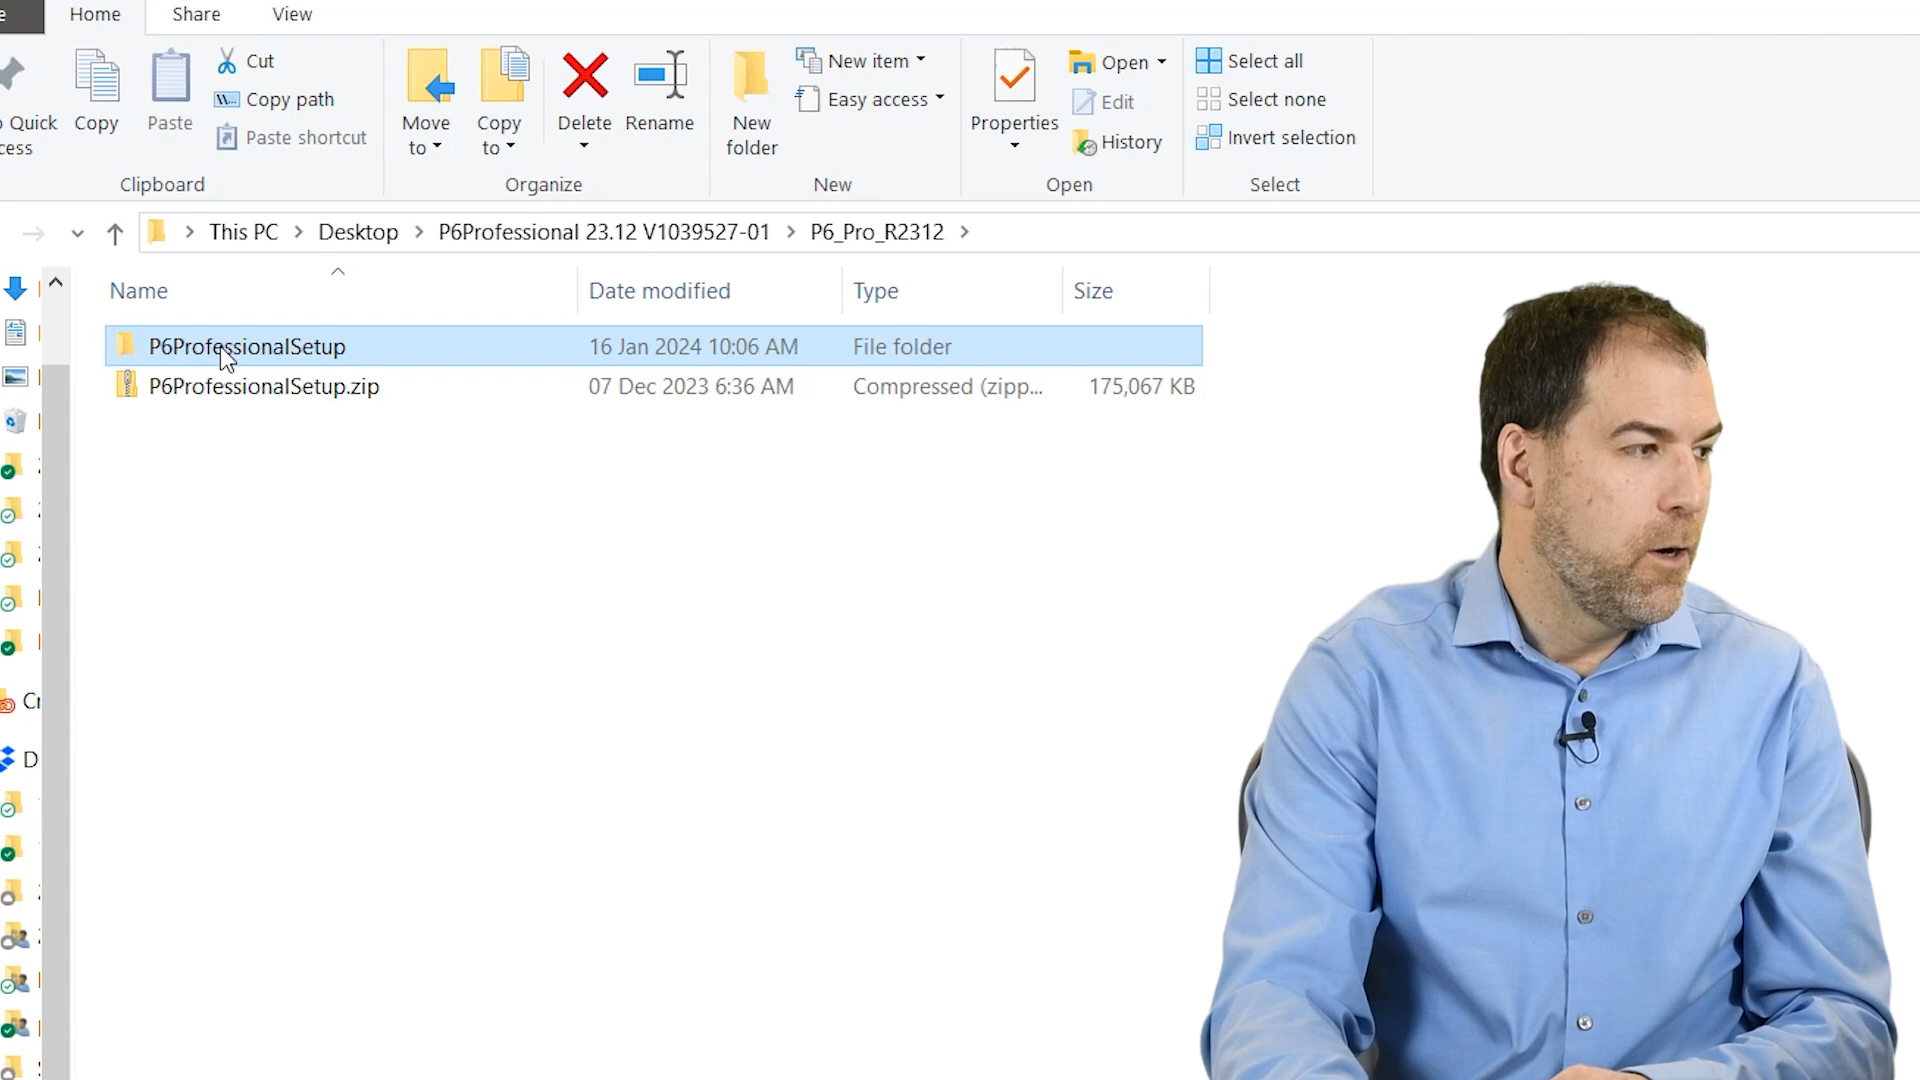 Home Share View
Cut
Copy path
Paste shortcut
Quick
Copy
Paste
Clipboard
Move to
Copy to
Delete
Rename
Organize
New folder
New item
Easy access
New
Properties
Open
Edit
History
Open
Select all
Select none
Invert selection
Select
This PC > Desktop > P6Professional 23.12 V1039527-01 > P6_Pro_R2312 >
Name Date modified Type Size
P6ProfessionalSetup 16 Jan 2024 10:06 AM File folder
P6ProfessionalSetup.zip 07 Dec 2023 6:36 AM Compressed (zipp... 175,067 KB